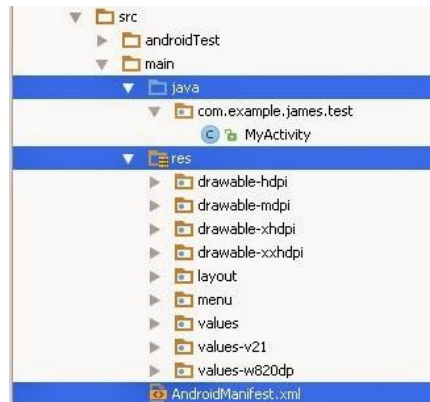 src
androidTest
main
java
com.example.james.test
MyActivity
res
drawable-hdpi
drawable-mdpi
drawable-xhdpi
drawable-xxhdpi
layout
menu
values
values-v21
values-w820dp
AndroidManifest.xml